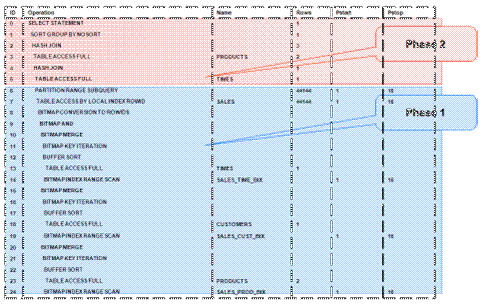 ID Operation Name Rows Pstart Pstop
0 SELECT STATEMENT 1
1 SORT GROUP BY NOSORT 1
2 HASH JOIN 3
3 TABLE ACCESS FULL PRODUCTS 2
4 HASH JOIN
5 TABLE ACCESS FULL TIMES 1
6 PARTITION RANGE SUBQUERY 44144 1 16
7 TABLE ACCESS BY LOCAL INDEX ROWID SALES 44144 1 16
8 BITMAP CONVERSION TO ROWIDS
9 BITMAP AND
10 BITMAP MERGE
11 BITMAP KEY ITERATION
12 BUFFER SORT
13 TABLE ACCESS FULL TIMES 1
14 BITMAP INDEX RANGE SCAN SALES_TIME_BIX 1 16
15 BITMAP MERGE
16 BITMAP KEY ITERATION
17 BUFFER SORT
18 TABLE ACCESS FULL CUSTOMERS 1
19 BITMAP INDEX RANGE SCAN SALES_CUST_BIX 1 16
20 BITMAP MERGE
21 BITMAP KEY ITERATION
22 BUFFER SORT
23 TABLE ACCESS FULL PRODUCTS 2
24 BITMAP INDEX RANGE SCAN SALES_PROD_BIX 1 16
Phase 2
Phase 1